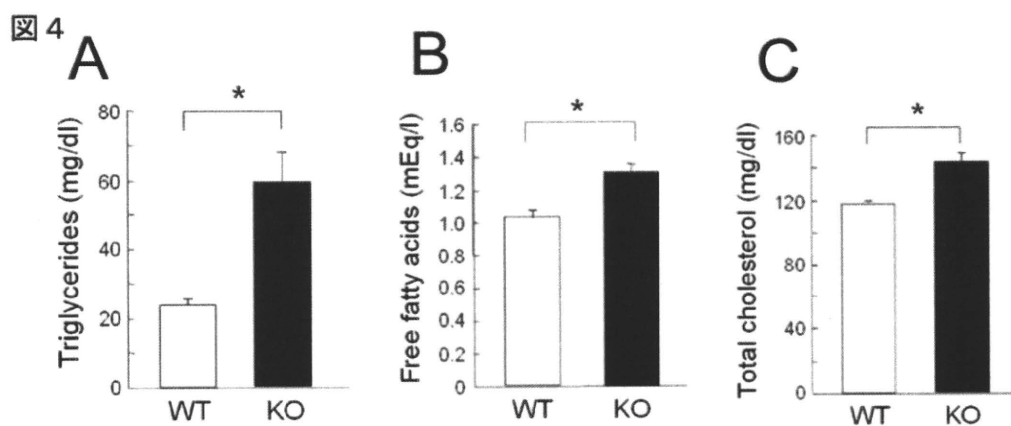 図4
A
*
Triglycerides (mg/dl)
80
60
40
20
0
WT KO
B
*
Free fatty acids (mEq/l)
1.6
1.4
1.2
1.0
0.8
0.6
0.4
0.2
0
WT KO
C
*
Total cholesterol (mg/dl)
160
120
80
40
0
WT KO